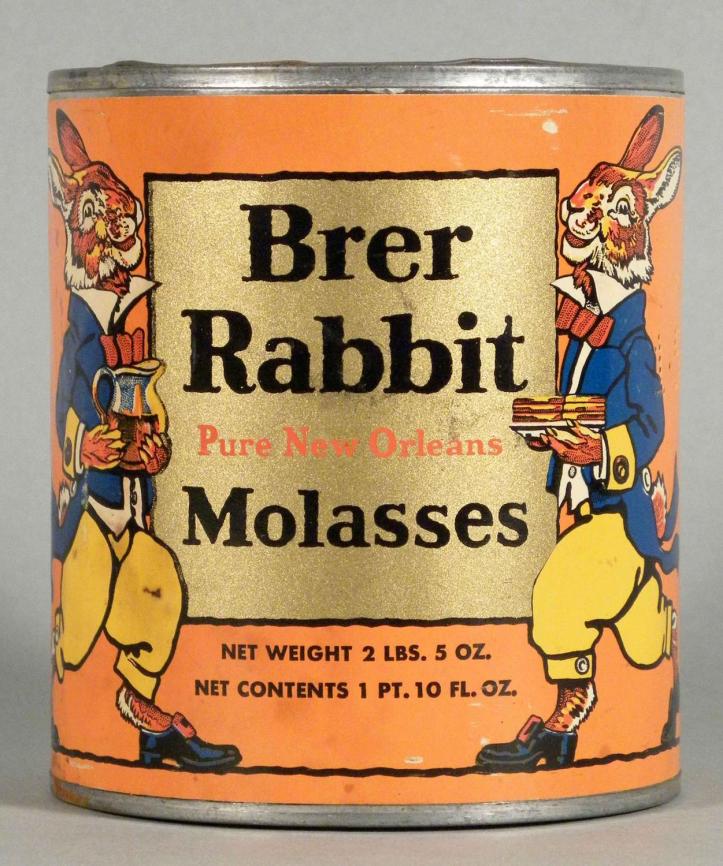 Brer
Rabbit
Pure New Orleans
Molasses
NET WEIGHT 2 LBS. 5 OZ.
NET CONTENTS 1 PT. 10 FL. OZ.